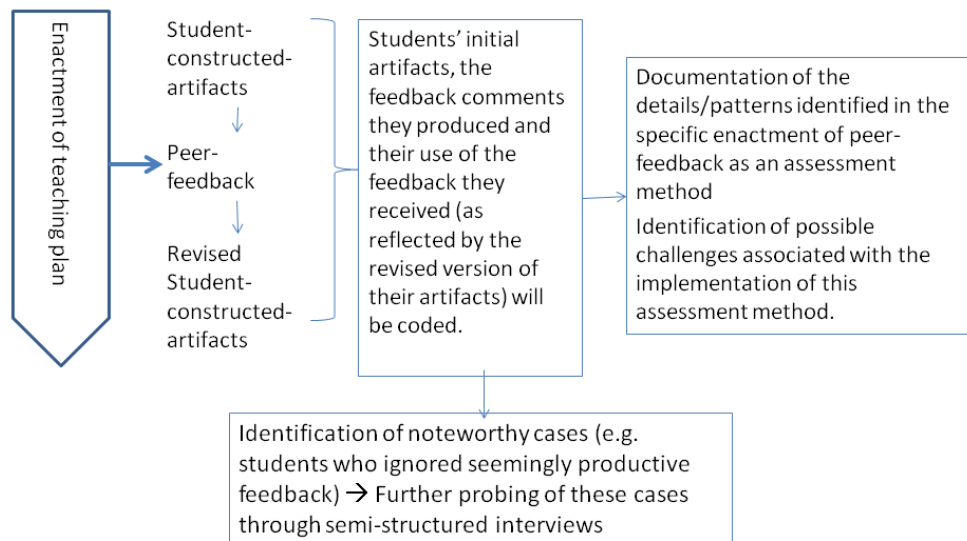 Enactment of teaching plan
Student-
constructed-
artifacts
Peer-
feedback
Revised
Student-
constructed-
artifacts
Students’ initial
artifacts, the
feedback comments
they produced and
their use of the
feedback they
received (as
reflected by the
revised version of
their artifacts) will
be coded.
Documentation of the
details/patterns identified in the
specific enactment of peer-
feedback as an assessment
method
Identification of possible
challenges associated with the
implementation of this
assessment method.
Identification of noteworthy cases (e.g.
students who ignored seemingly productive
feedback) → Further probing of these cases
through semi-structured interviews